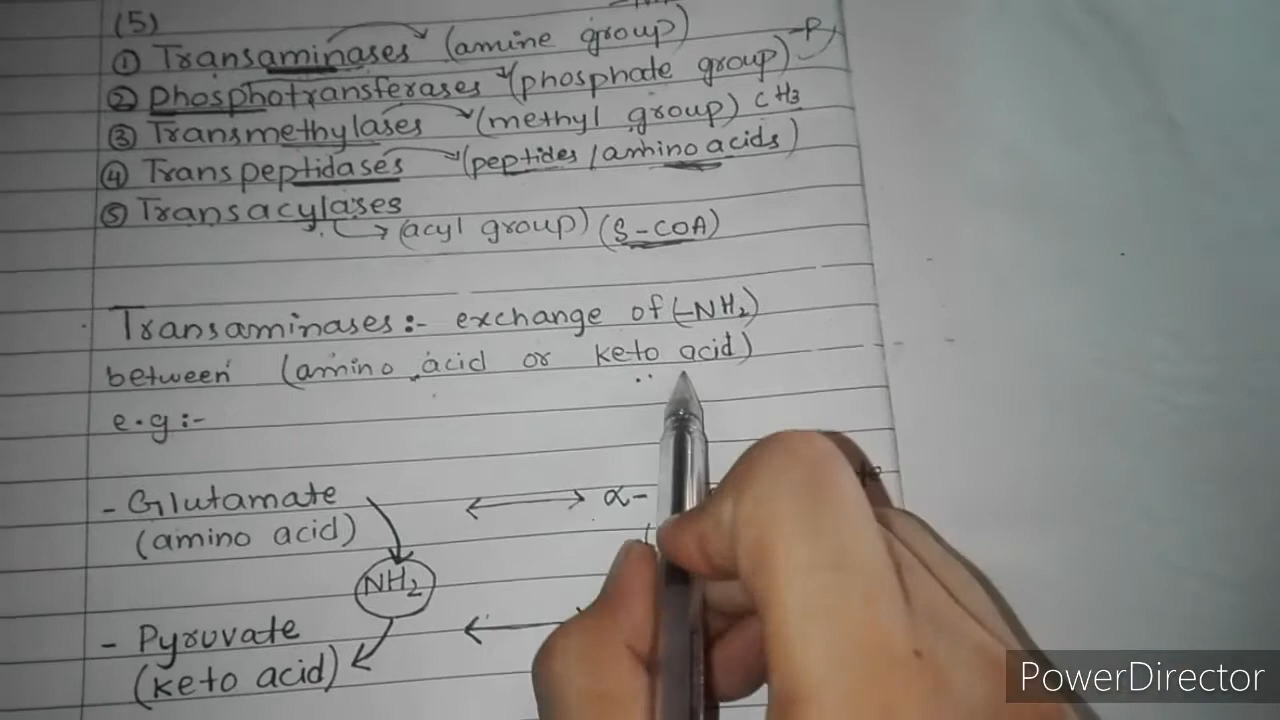 (5)
① Transaminases (amine group)
② Phosphotransferases (phosphate group) -P
③ Transmethylases (methyl group) CH3
④ Transpeptidases (peptides / amino acids)
⑤ Transacylases
(acyl group) (S-COA)
Transaminases:- exchange of (-NH2)
between (amino acid or keto acid)
e.g:-
- Glutamate ⟷ α-
(amino acid)
NH2
- Pyruvate
(keto acid)
PowerDirector